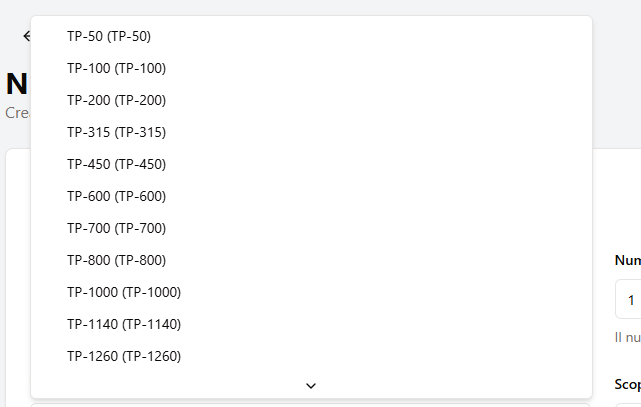 N
Crea
TP-50 (TP-50)
TP-100 (TP-100)
TP-200 (TP-200)
TP-315 (TP-315)
TP-450 (TP-450)
TP-600 (TP-600)
TP-700 (TP-700)
TP-800 (TP-800)
TP-1000 (TP-1000)
TP-1140 (TP-1140)
TP-1260 (TP-1260)
Num
1
Il nu
Scop